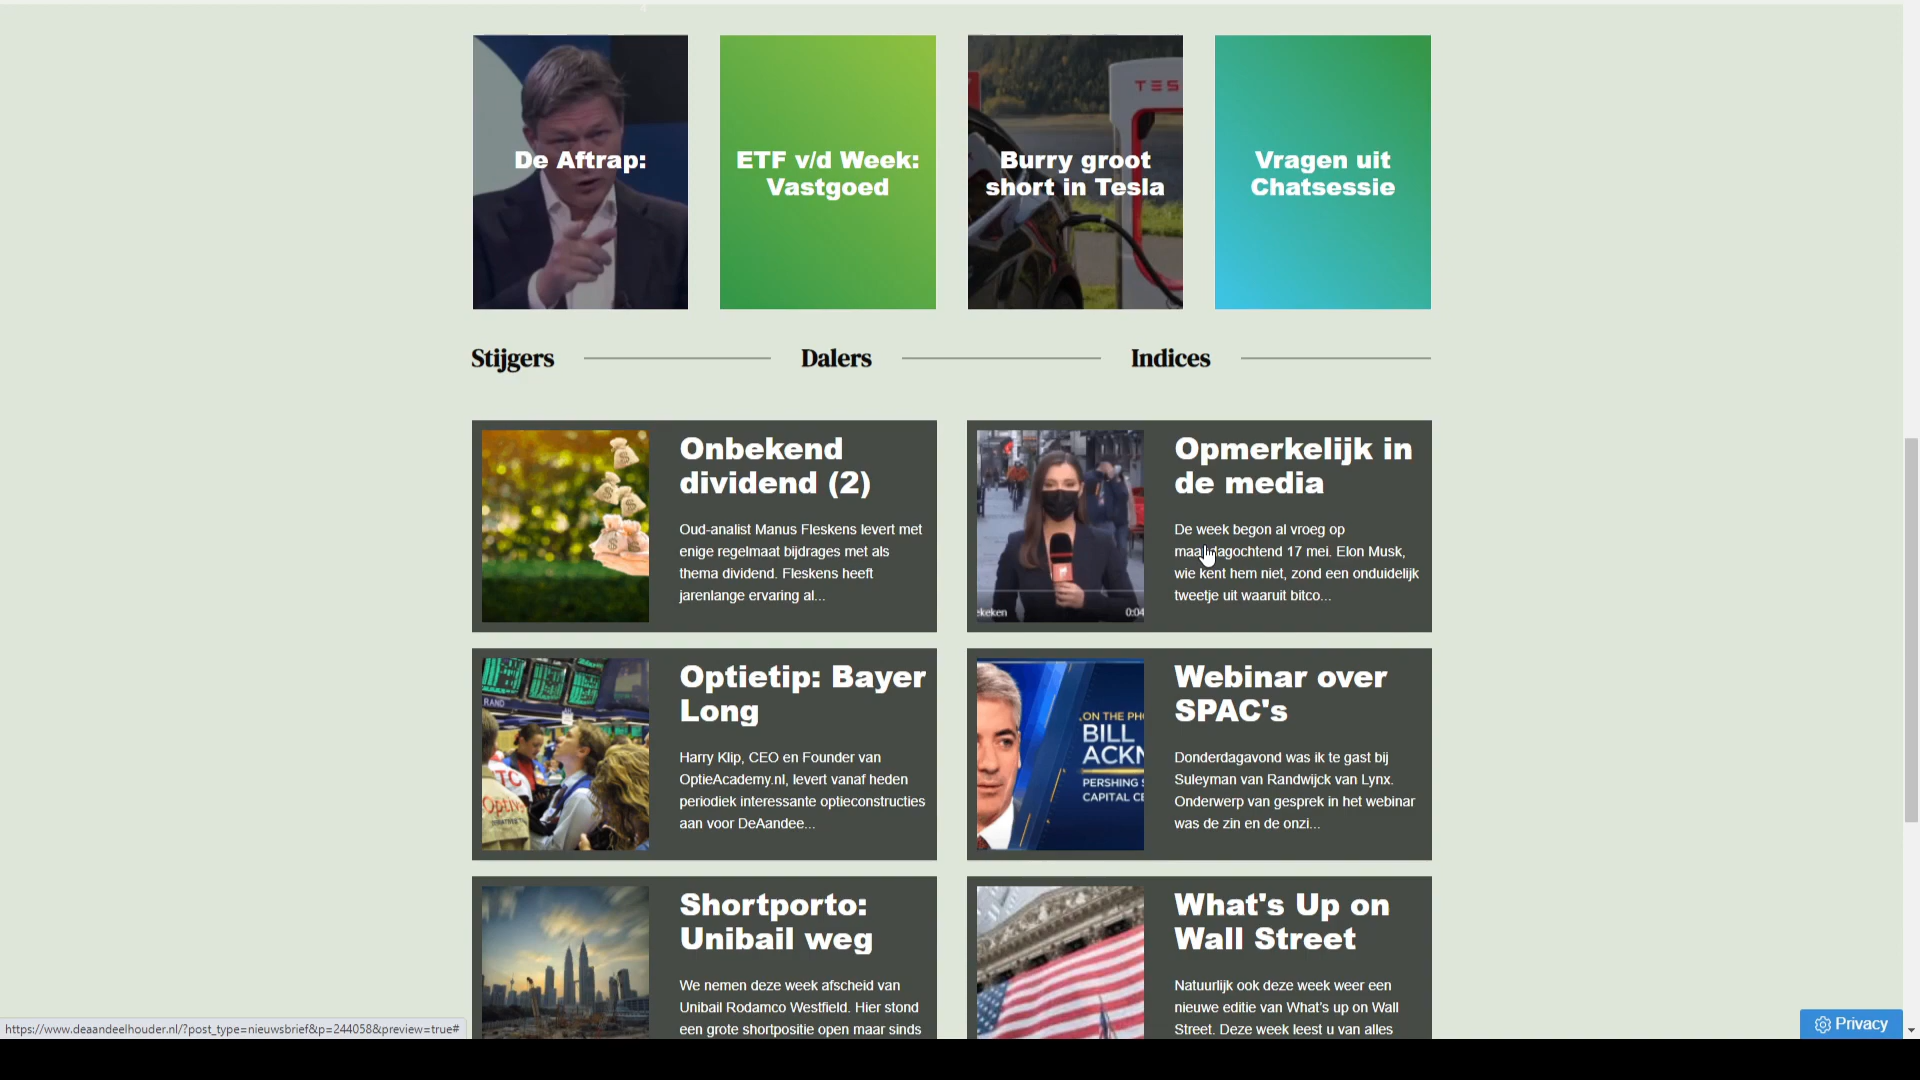 De Aftrap:
ETF v/d Week:
Vastgoed
TES
Burry groot
short in Tesla
Vragen uit
Chatsessie
Stijgers
Dalers
Indices
Onbekend
dividend (2)
Oud-analist Manus Fleskens levert met
enige regelmaat bijdrages met als
thema dividend. Fleskens heeft
jarenlange ervaring al...
ekeken
0:04
Opmerkelijk in
de media
De week begon al vroeg op
maandagochtend 17 mei. Elon Musk,
wie kent hem niet, zond een onduidelijk
tweetje uit waaruit bitco...
RAND
Optietip: Bayer
Long
Harry Klip, CEO en Founder van
OptieAcademy.nl, levert vanaf heden
periodiek interessante optieconstructies
aan voor DeAandee...
ON THE PH
BILL
ACKN
PERSHING S
CAPITAL CE
Webinar over
SPAC's
Donderdagavond was ik te gast bij
Suleyman van Randwijck van Lynx.
Onderwerp van gesprek in het webinar
was de zin en de onzi...
Shortporto:
Unibail weg
We nemen deze week afscheid van
Unibail Rodamco Westfield. Hier stond
een grote shortpositie open maar sinds
What's Up on
Wall Street
Natuurlijk ook deze week weer een
nieuwe editie van What's up on Wall
Street. Deze week leest u van alles
https://www.deaandeelhouder.nl/?post_type=nieuwsbrief&p=244058&preview=true#
Privacy